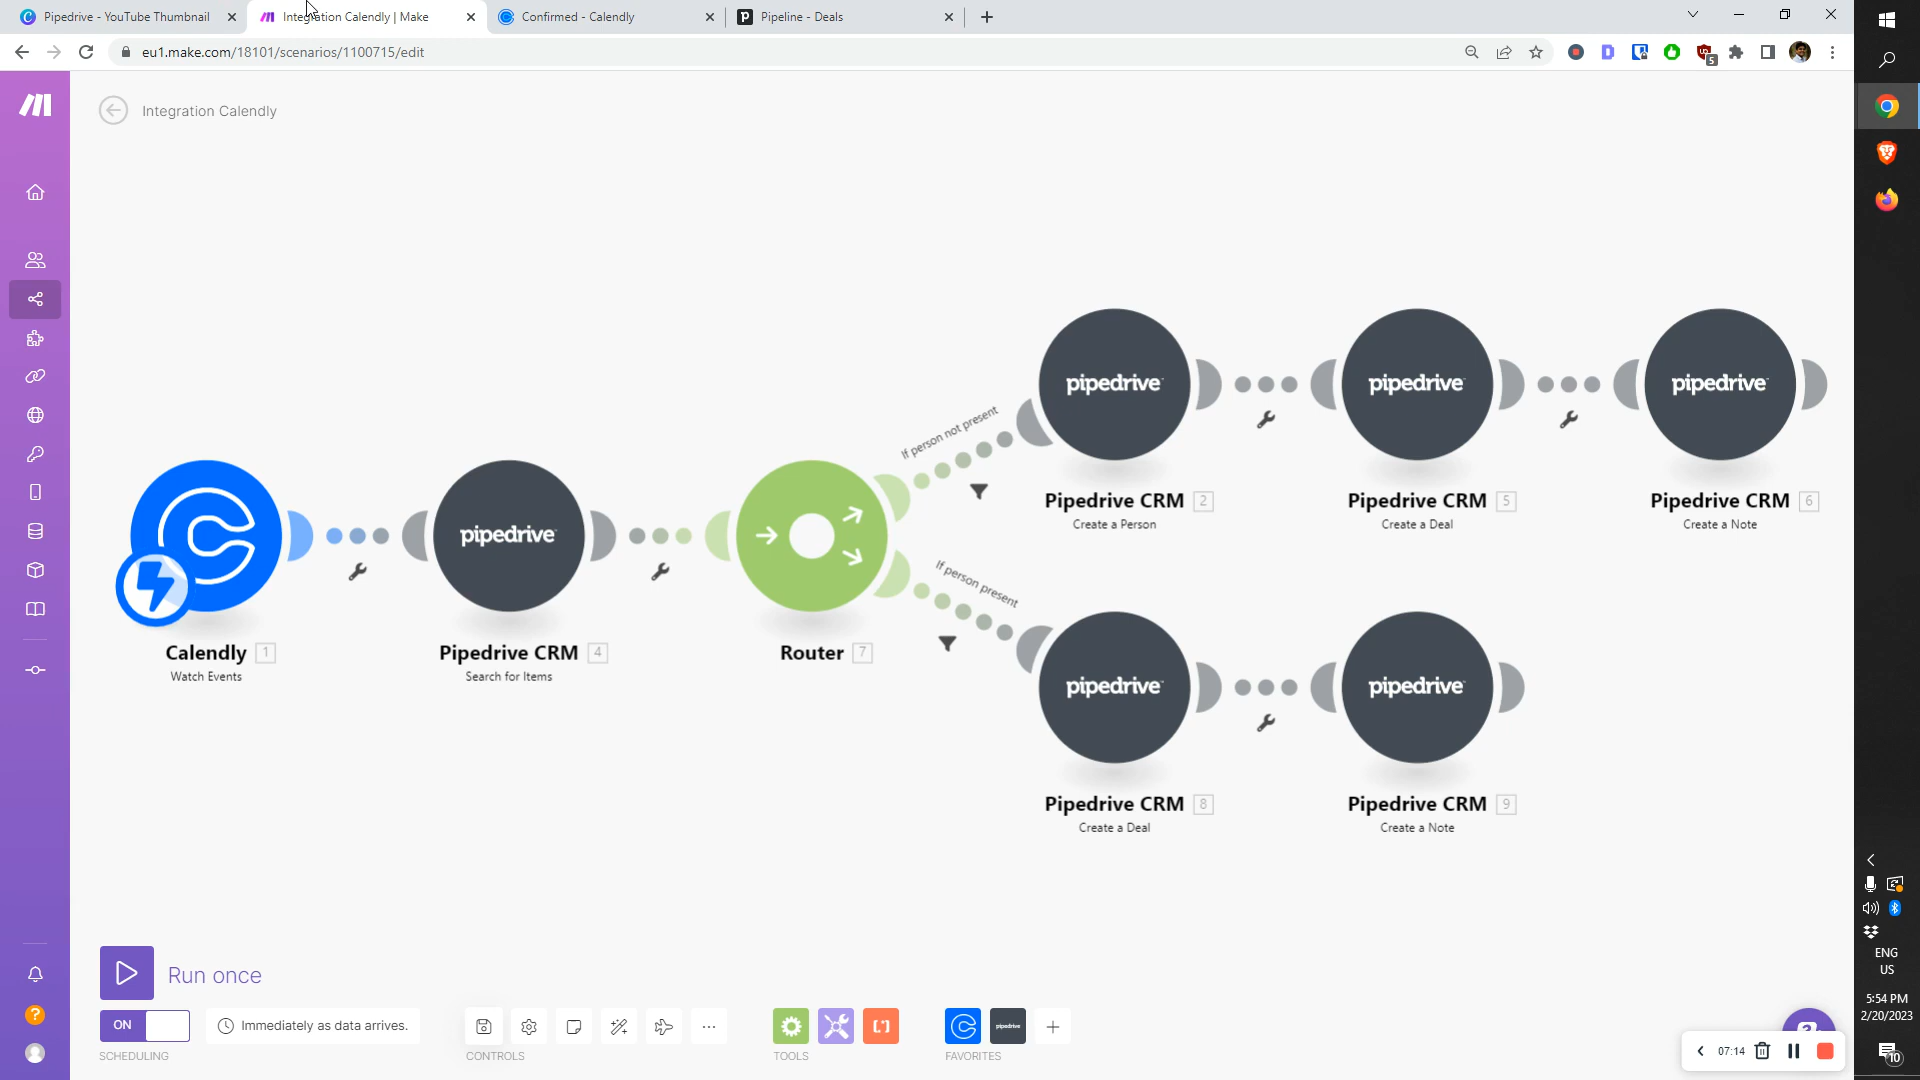 Pipedrive - YouTube Thumbnail
Integration Calendly | Make
Confirmed - Calendly
Pipeline - Deals
eu1.make.com/18101/scenarios/1100715/edit
5
Integration Calendly
If person not present
pipedrive
Pipedrive CRM 2
Create a Person
pipedrive
Pipedrive CRM 5
Create a Deal
pipedrive
Pipedrive CRM 6
Create a Note
Calendly 1
Watch Events
pipedrive
Pipedrive CRM 4
Search for Items
Router 7
If person present
pipedrive
Pipedrive CRM 8
Create a Deal
pipedrive
Pipedrive CRM 9
Create a Note
Run once
ON
Immediately as data arrives.
pipedrive
SCHEDULING
CONTROLS
TOOLS
FAVORITES
?
07:14
ENG
US
5:54 PM
2/20/2023
10